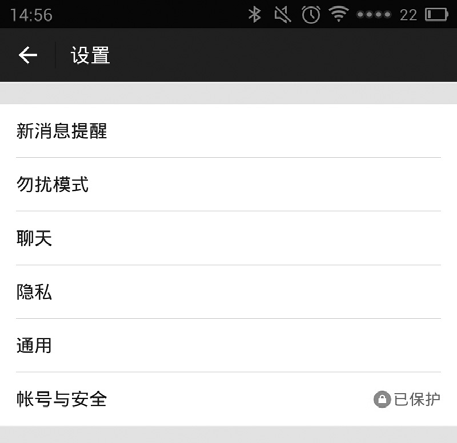 14:56 22
设置
新消息提醒
勿扰模式
聊天
隐私
通用
帐号与安全 已保护